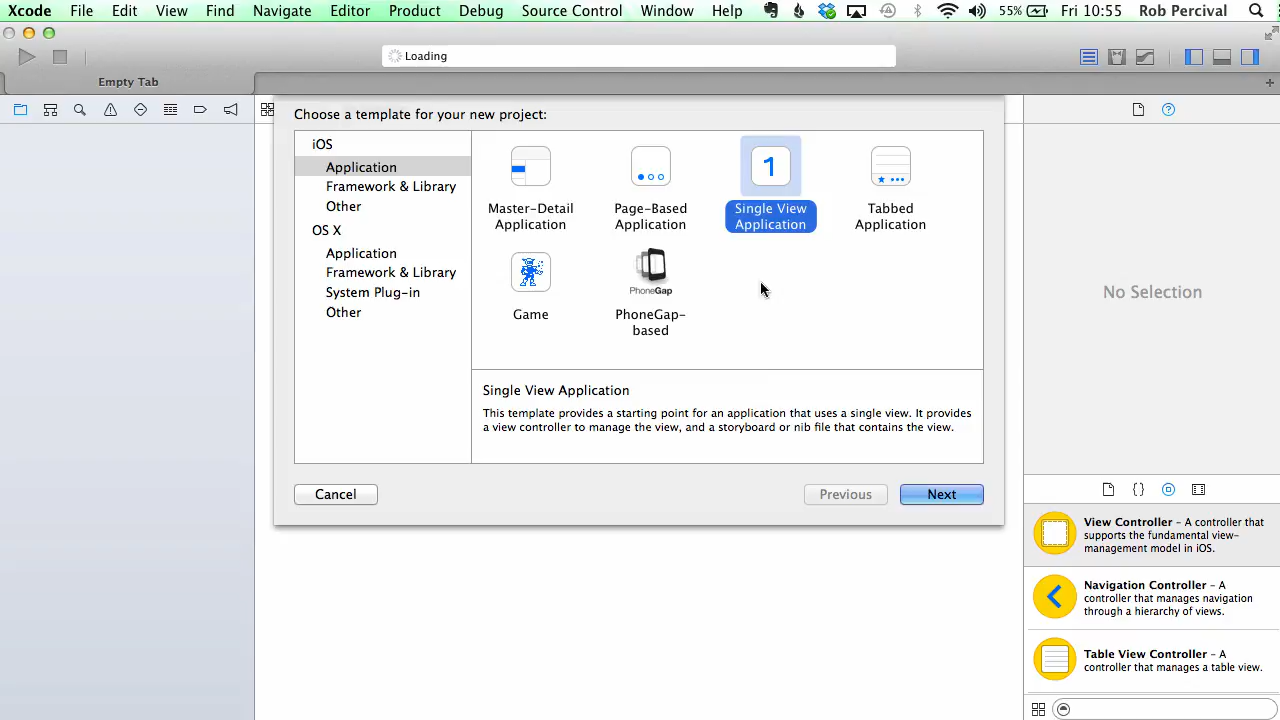 Xcode File Edit View Find Navigate Editor Product Debug Source Control Window Help 55% Fri 10:55 Rob Percival
Loading
Empty Tab
Choose a template for your new project:
iOS
Application
Framework & Library
Other
OS X
Application
Framework & Library
System Plug-in
Other
Master-Detail
Application
Page-Based
Application
1
Single View
Application
Tabbed
Application
Game
PhoneGap
PhoneGap-
based
Single View Application
This template provides a starting point for an application that uses a single view. It provides
a view controller to manage the view, and a storyboard or nib file that contains the view.
Cancel
Previous
Next
No Selection
View Controller - A controller that
supports the fundamental view-
management model in iOS.
Navigation Controller - A
controller that manages navigation
through a hierarchy of views.
Table View Controller - A
controller that manages a table view.